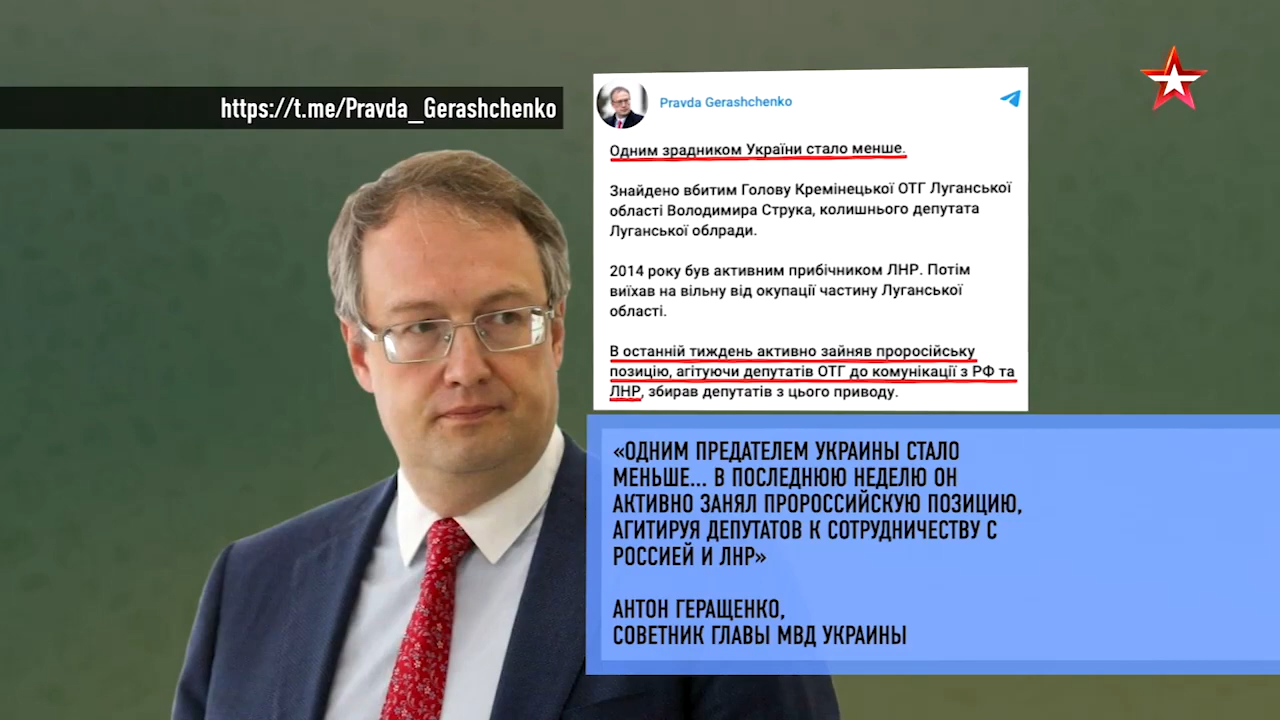 https://t.me/Pravda_Gerashchenko
Pravda Gerashchenko
Одним зрадником України стало менше.
Знайдено вбитим Голову Кремінецької ОТГ Луганської
області Володимира Струка, колишнього депутата
Луганської облради.
2014 року був активним прибічником ЛНР. Потім
виїхав на вільну від окупації частину Луганської
області.
В останній тиждень активно зайняв проросійську
позицію, агітуючи депутатів ОТГ до комунікації з РФ та
ЛНР, збирав депутатів з цього приводу.
«ОДНИМ ПРЕДАТЕЛЕМ УКРАИНЫ СТАЛО
МЕНЬШЕ... В ПОСЛЕДНЮЮ НЕДЕЛЮ ОН
АКТИВНО ЗАНЯЛ ПРОРОССИЙСКУЮ ПОЗИЦИЮ,
АГИТИРУЯ ДЕПУТАТОВ К СОТРУДНИЧЕСТВУ С
РОССИЕЙ И ЛНР»
АНТОН ГЕРАЩЕНКО,
СОВЕТНИК ГЛАВЫ МВД УКРАИНЫ